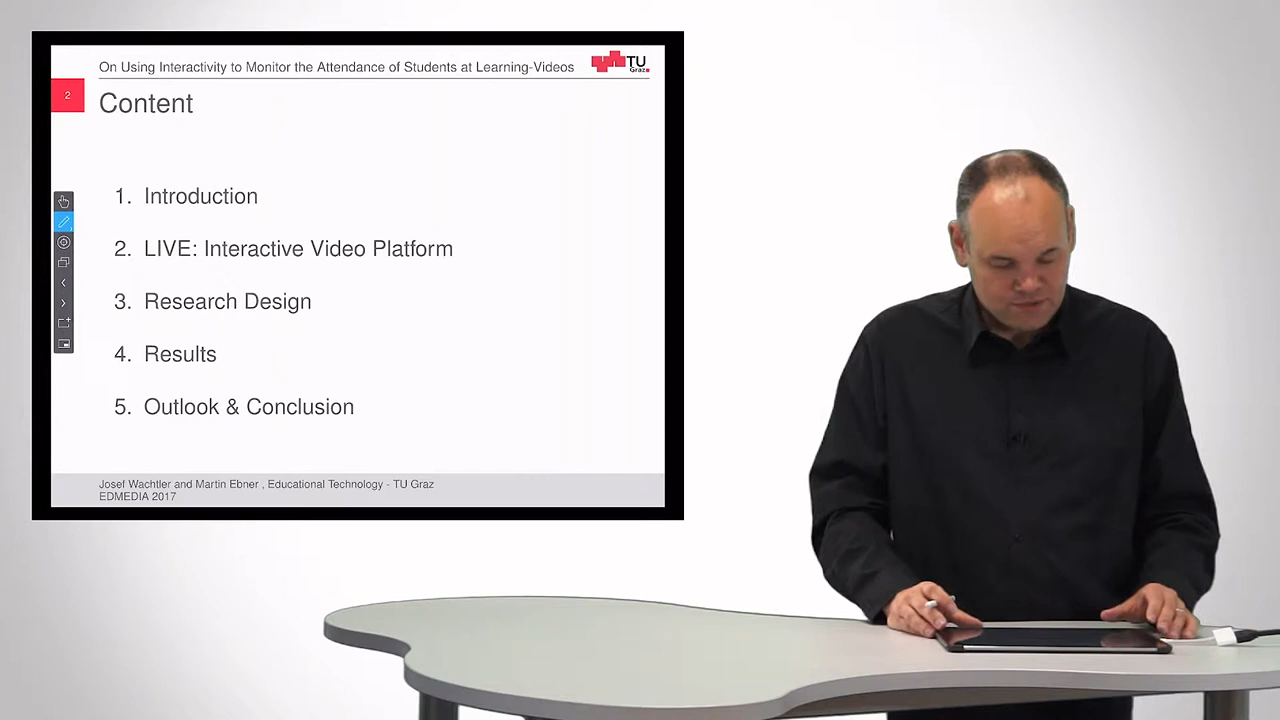 On Using Interactivity to Monitor the Attendance of Students at Learning-Videos
TU
Graz
2
Content
1. Introduction
2. LIVE: Interactive Video Platform
3. Research Design
4. Results
5. Outlook & Conclusion
Josef Wachtler and Martin Ebner , Educational Technology - TU Graz
EDMEDIA 2017